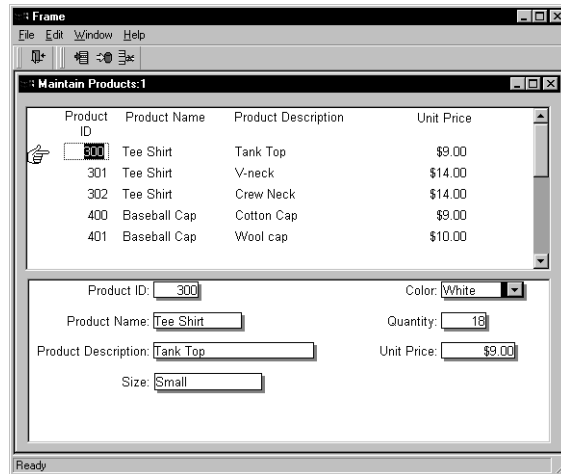 Frame
File Edit Window Help
Maintain Products:1
Product ID Product Name Product Description Unit Price
300 Tee Shirt Tank Top $9.00
301 Tee Shirt V-neck $14.00
302 Tee Shirt Crew Neck $14.00
400 Baseball Cap Cotton Cap $9.00
401 Baseball Cap Wool cap $10.00
Product ID: 300 Color: White
Product Name: Tee Shirt Quantity: 18
Product Description: Tank Top Unit Price: $9.00
Size: Small
Ready